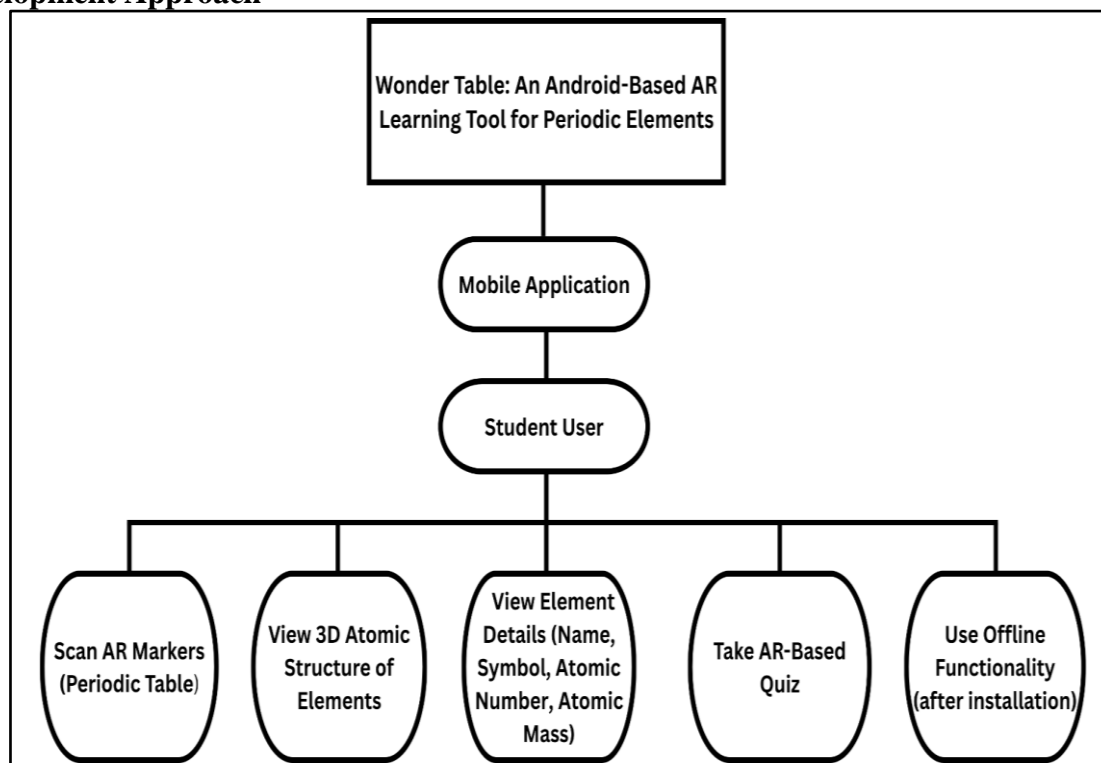 lopment Approach
Wonder Table: An Android-Based AR
Learning Tool for Periodic Elements
Mobile Application
Student User
Scan AR Markers
(Periodic Table)
View 3D Atomic
Structure of
Elements
View Element
Details (Name,
Symbol, Atomic
Number, Atomic
Mass)
Take AR-Based
Quiz
Use Offline
Functionality
(after installation)